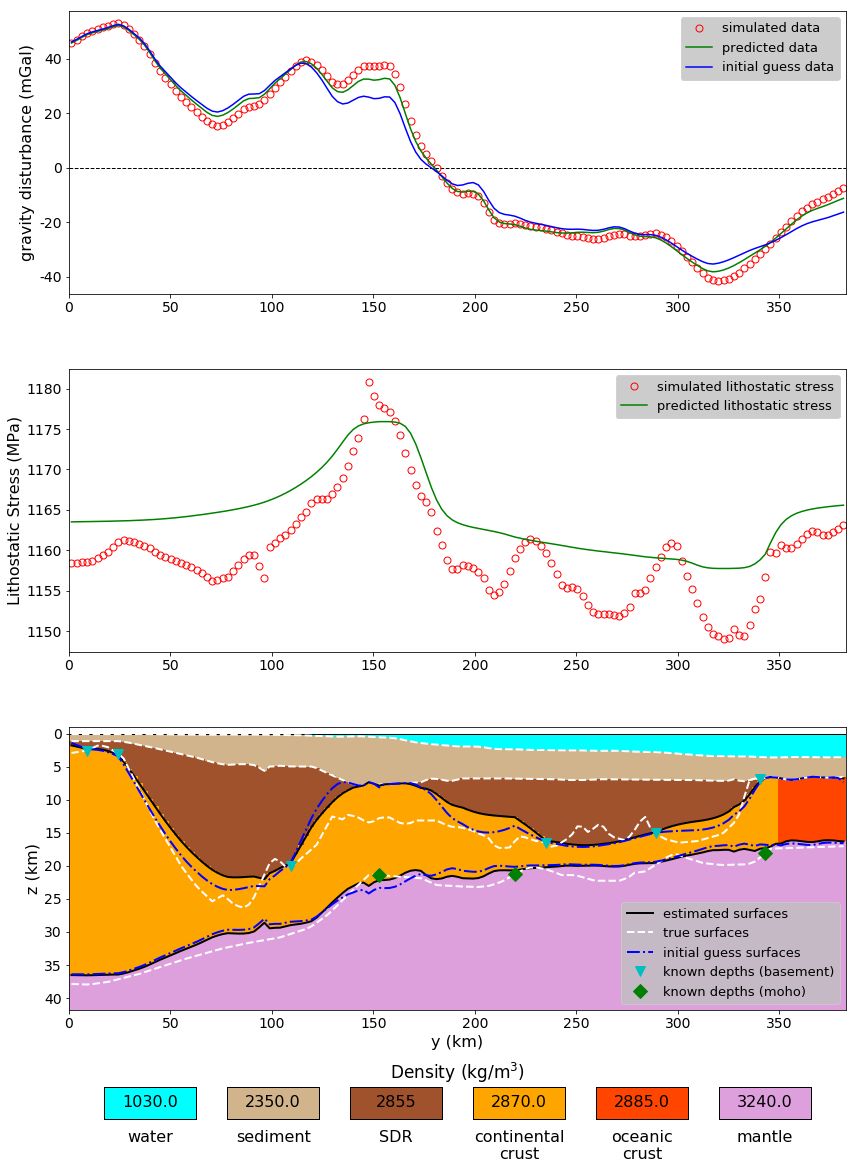 simulated data
predicted data
initial guess data
gravity disturbance (mGal)
40
20
0
-20
-40
0 50 100 150 200 250 300 350
simulated lithostatic stress
predicted lithostatic stress
Lithostatic Stress (MPa)
1180
1175
1170
1165
1160
1155
1150
0 50 100 150 200 250 300 350
z (km)
0
5
10
15
20
25
30
35
40
estimated surfaces
true surfaces
initial guess surfaces
known depths (basement)
known depths (moho)
0 50 100 150 200 250 300 350
y (km)
Density (kg/m³)
1030.0 2350.0 2855 2870.0 2885.0 3240.0
water sediment SDR continental oceanic mantle
crust crust